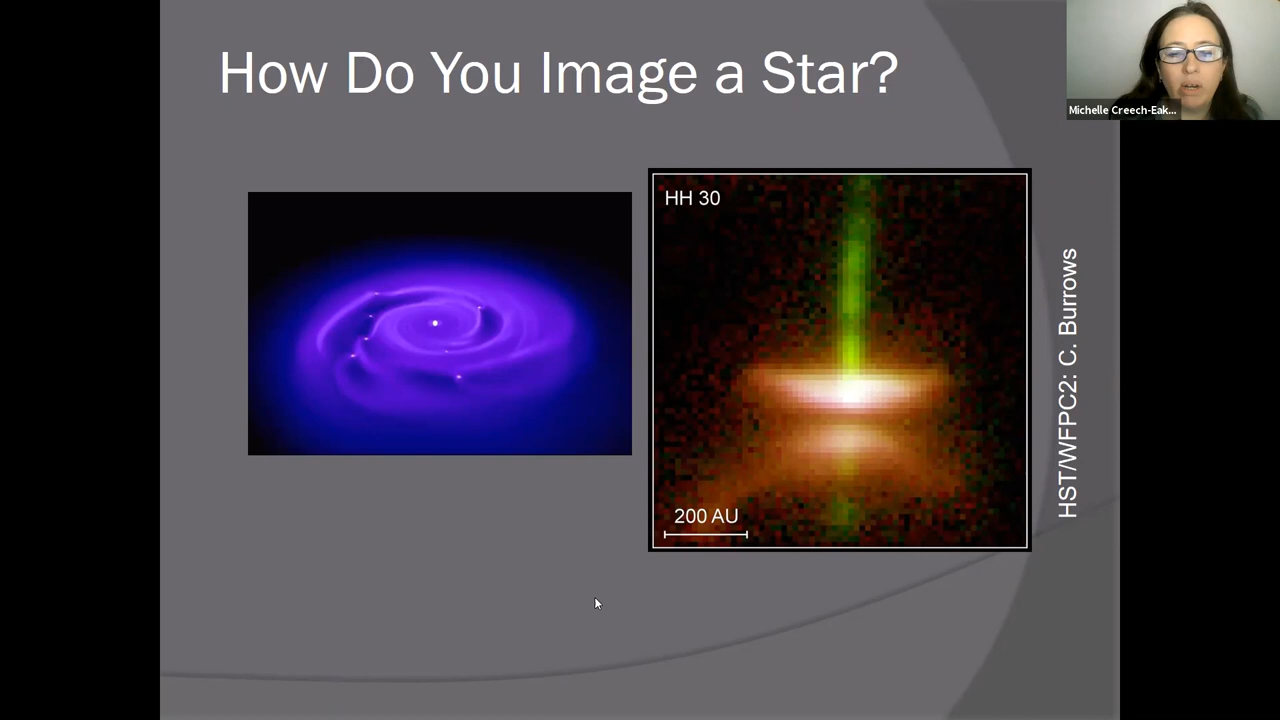 How Do You Image a Star?
Michelle Creech-Eak...
HH 30
200 AU
HST/WFPC2: C. Burrows